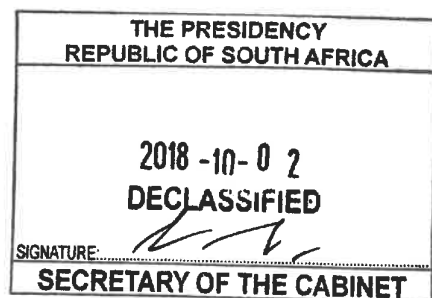 THE PRESIDENCY
REPUBLIC OF SOUTH AFRICA
2018 -10- 0 2
DECLASSIFIED
SIGNATURE:
SECRETARY OF THE CABINET